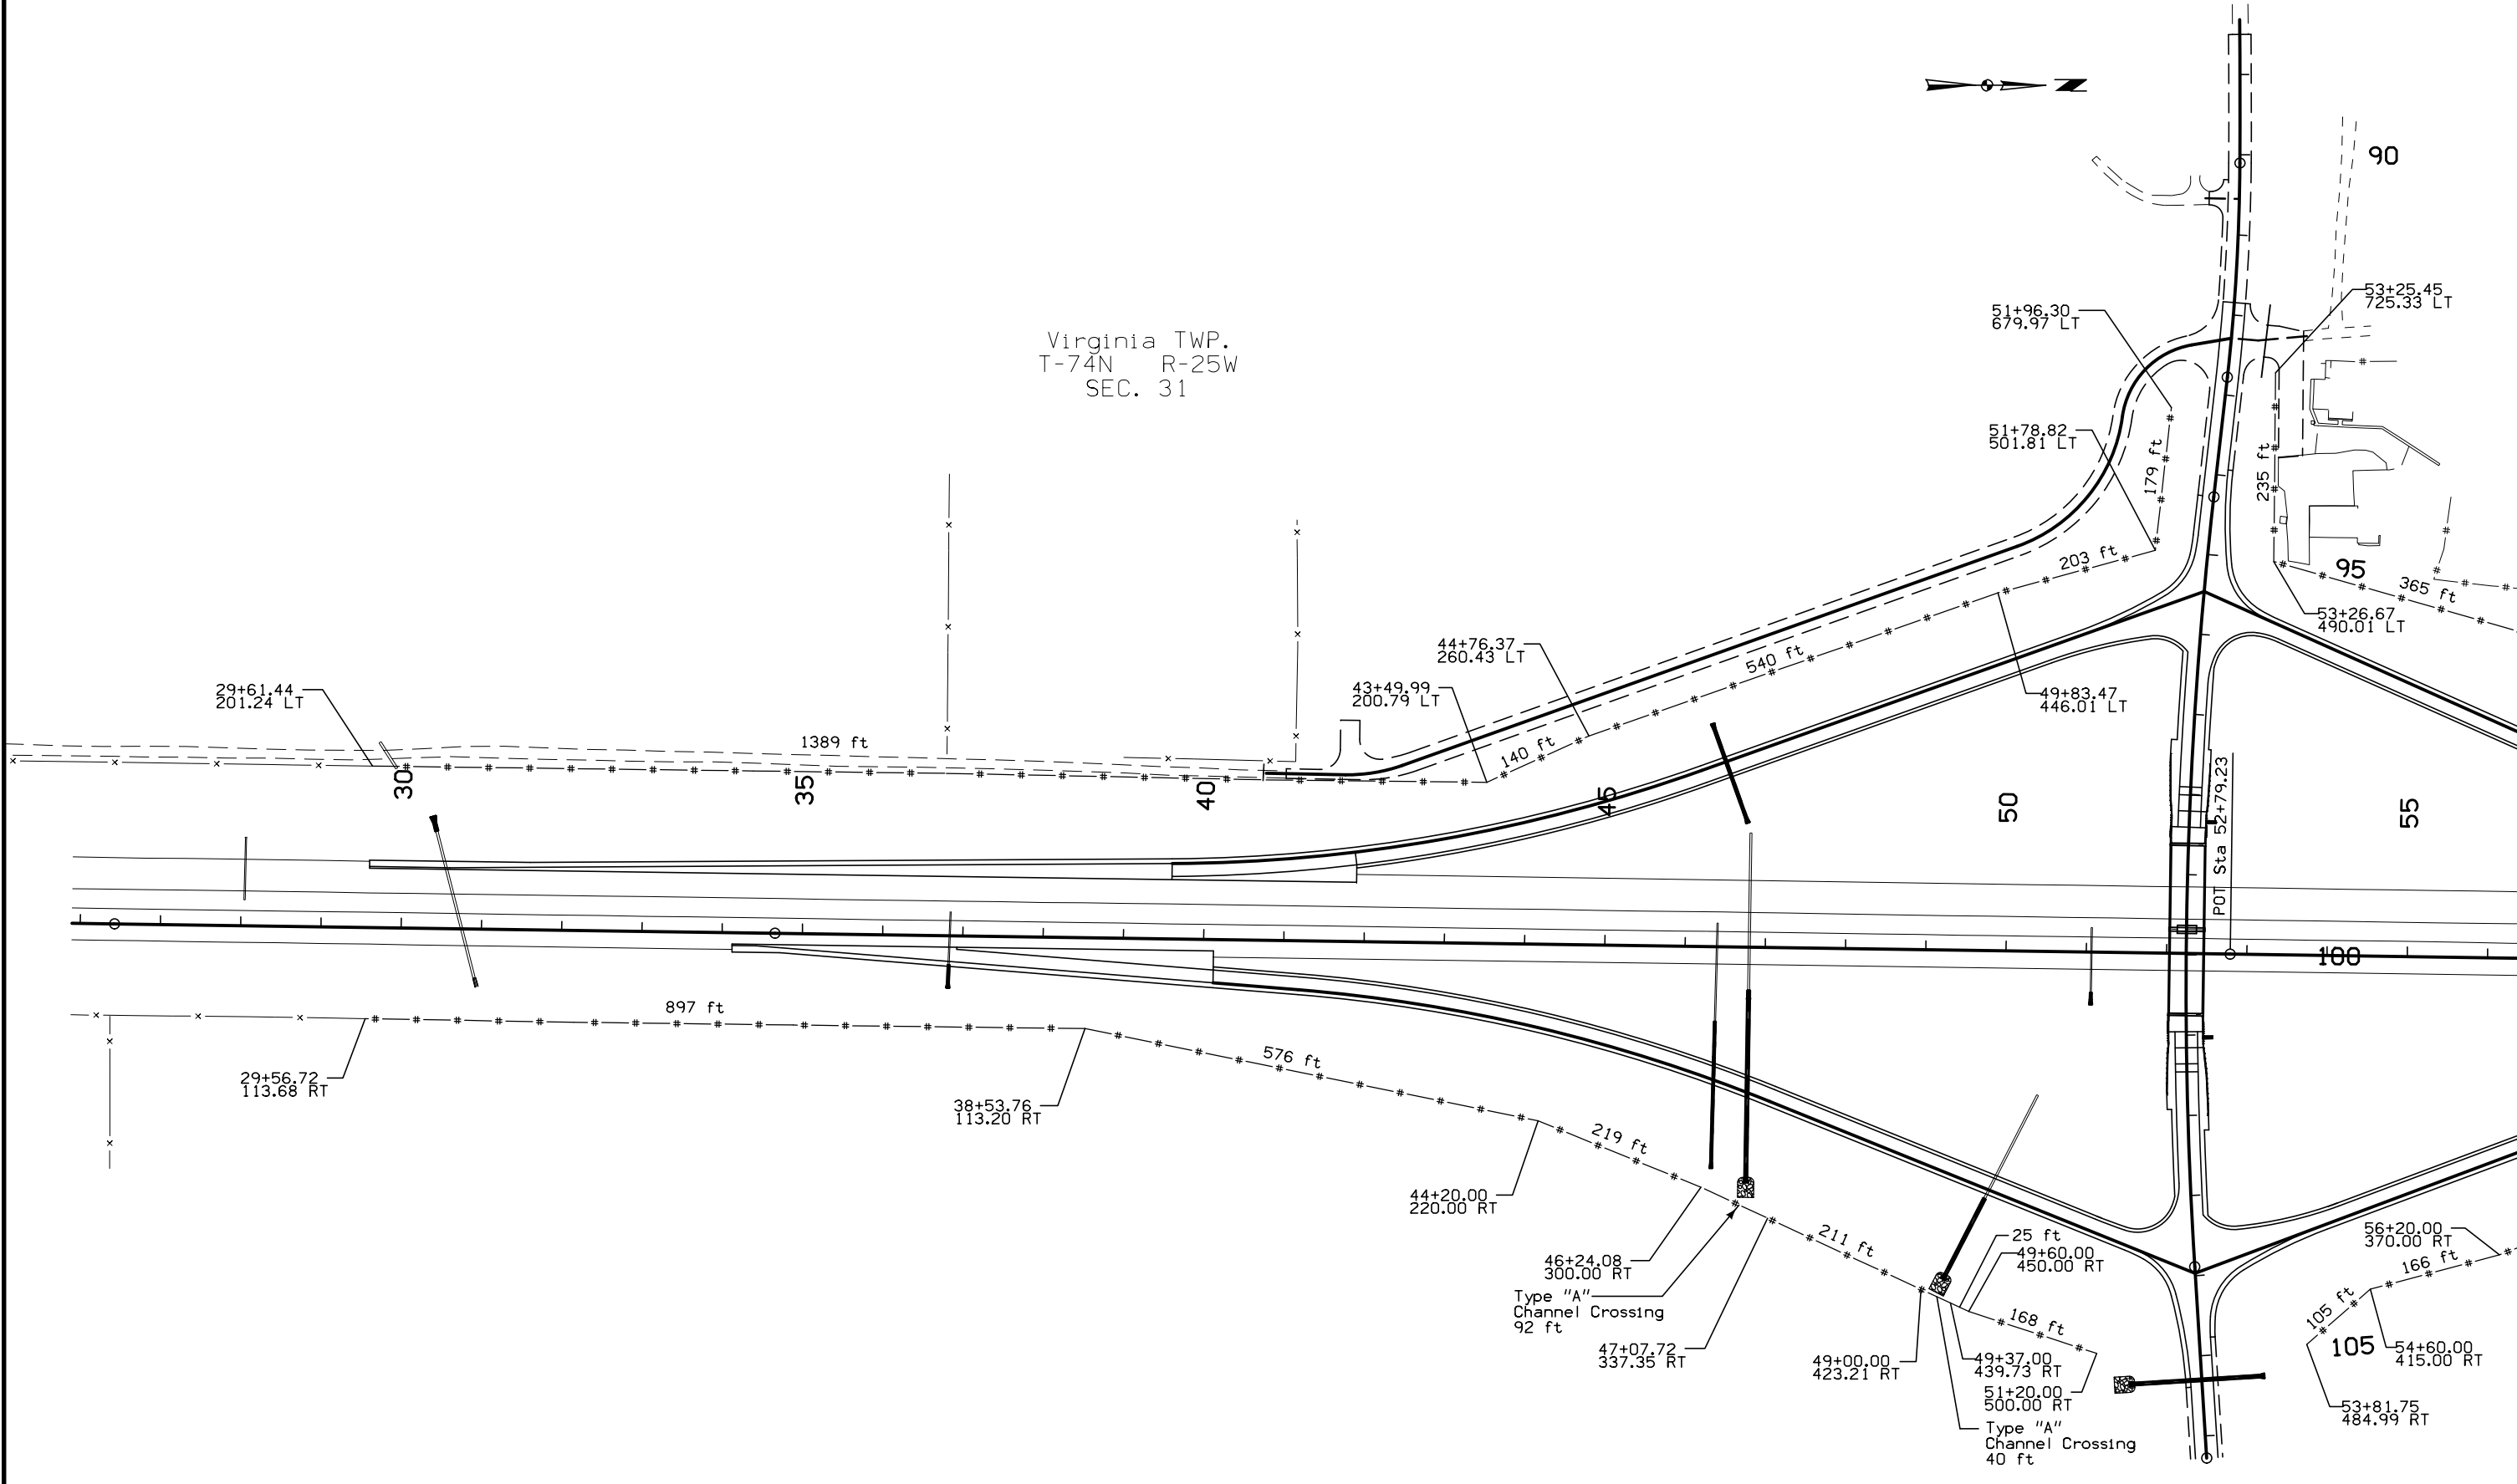 N
90
53+25.45
725.33 LT
51+96.30
679.97 LT
Virginia TWP.
T-74N R-25W
SEC. 31
51+78.82
501.81 LT
179 ft
235 ft
203 ft
95
365 ft
53+26.67
490.01 LT
44+76.37
260.43 LT
540 ft
43+49.99
200.79 LT
49+83.47
446.01 LT
29+61.44
201.24 LT
1389 ft
140 ft
30
35
40
45
50
55
POT Sta 52+79.23
100
897 ft
29+56.72
113.68 RT
38+53.76
113.20 RT
576 ft
219 ft
44+20.00
220.00 RT
211 ft
25 ft
49+60.00
450.00 RT
56+20.00
370.00 RT
166 ft
46+24.08
300.00 RT
Type "A"
Channel Crossing
92 ft
105 ft
168 ft
47+07.72
337.35 RT
49+00.00
423.21 RT
49+37.00
439.73 RT
105
54+60.00
415.00 RT
51+20.00
500.00 RT
53+81.75
484.99 RT
Type "A"
Channel Crossing
40 ft